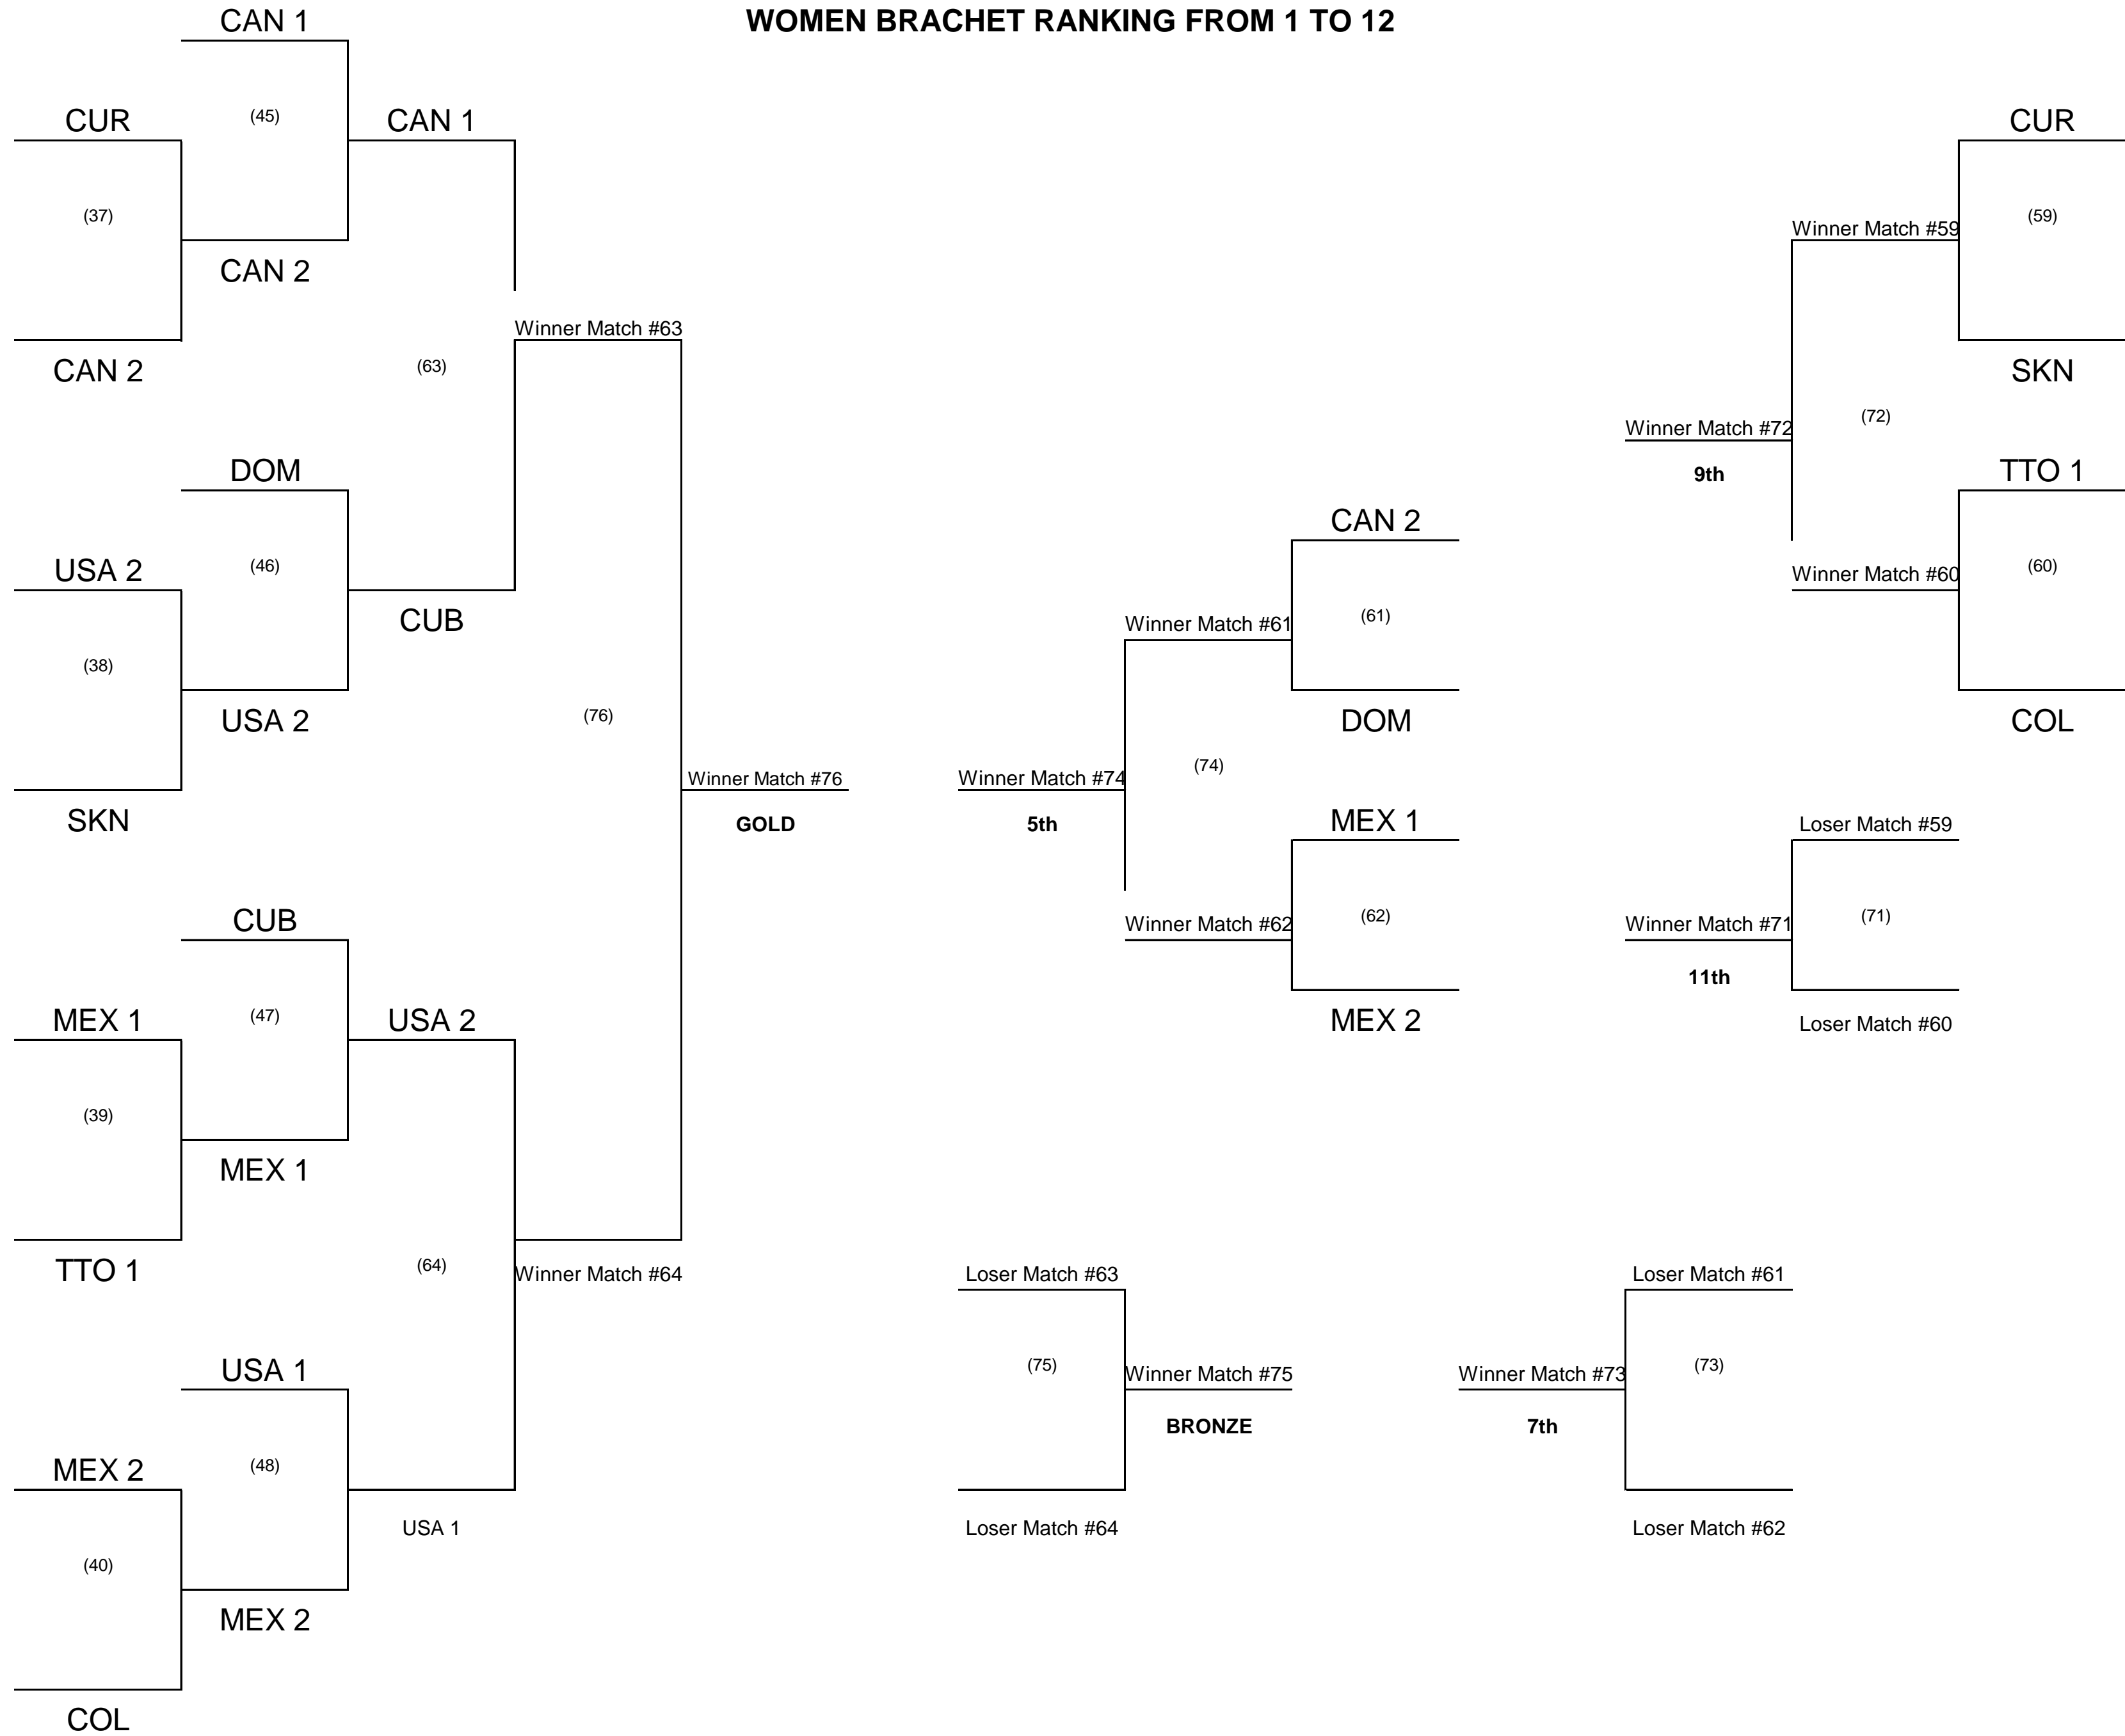 WOMEN BRACHET RANKING FROM 1 TO 12
CAN 1
(45)
CUR
CAN 1
(37)
CAN 2
CAN 2
Winner Match #63
(63)
DOM
(46)
USA 2
CUB
(38)
USA 2
SKN
(76)
Winner Match #76
GOLD
CUB
(47)
MEX 1
USA 2
(39)
MEX 1
TTO 1
(64)
Winner Match #64
USA 1
(48)
MEX 2
USA 1
(40)
MEX 2
COL
CAN 2
(61)
Winner Match #61
DOM
(74)
Winner Match #74
5th
MEX 1
(62)
Winner Match #62
MEX 2
Loser Match #63
(75)
Winner Match #75
BRONZE
Loser Match #64
CUR
(59)
Winner Match #59
SKN
(72)
Winner Match #72
9th
TTO 1
(60)
Winner Match #60
COL
Loser Match #59
(71)
Winner Match #71
11th
Loser Match #60
Loser Match #61
(73)
Winner Match #73
7th
Loser Match #62